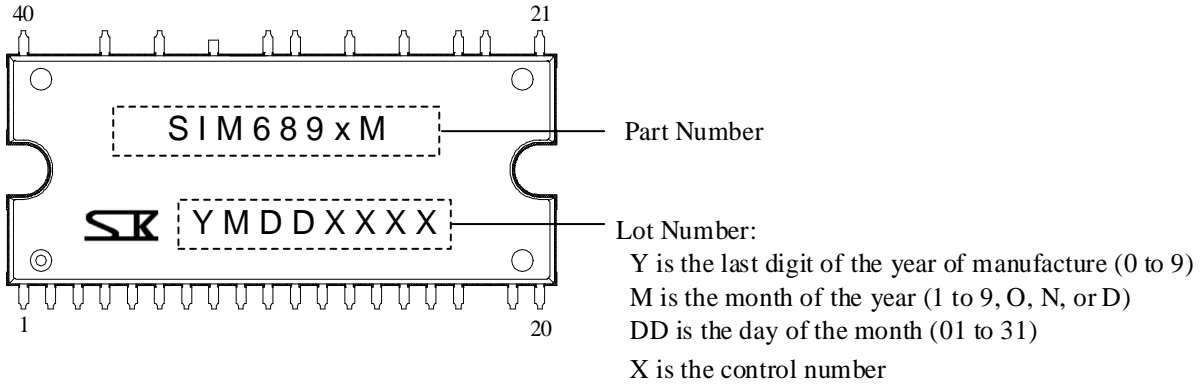 40 21
SIM689xM
Part Number
SK YMDDXXXX
Lot Number:
Y is the last digit of the year of manufacture (0 to 9)
M is the month of the year (1 to 9, O, N, or D)
DD is the day of the month (01 to 31)
1 20
X is the control number